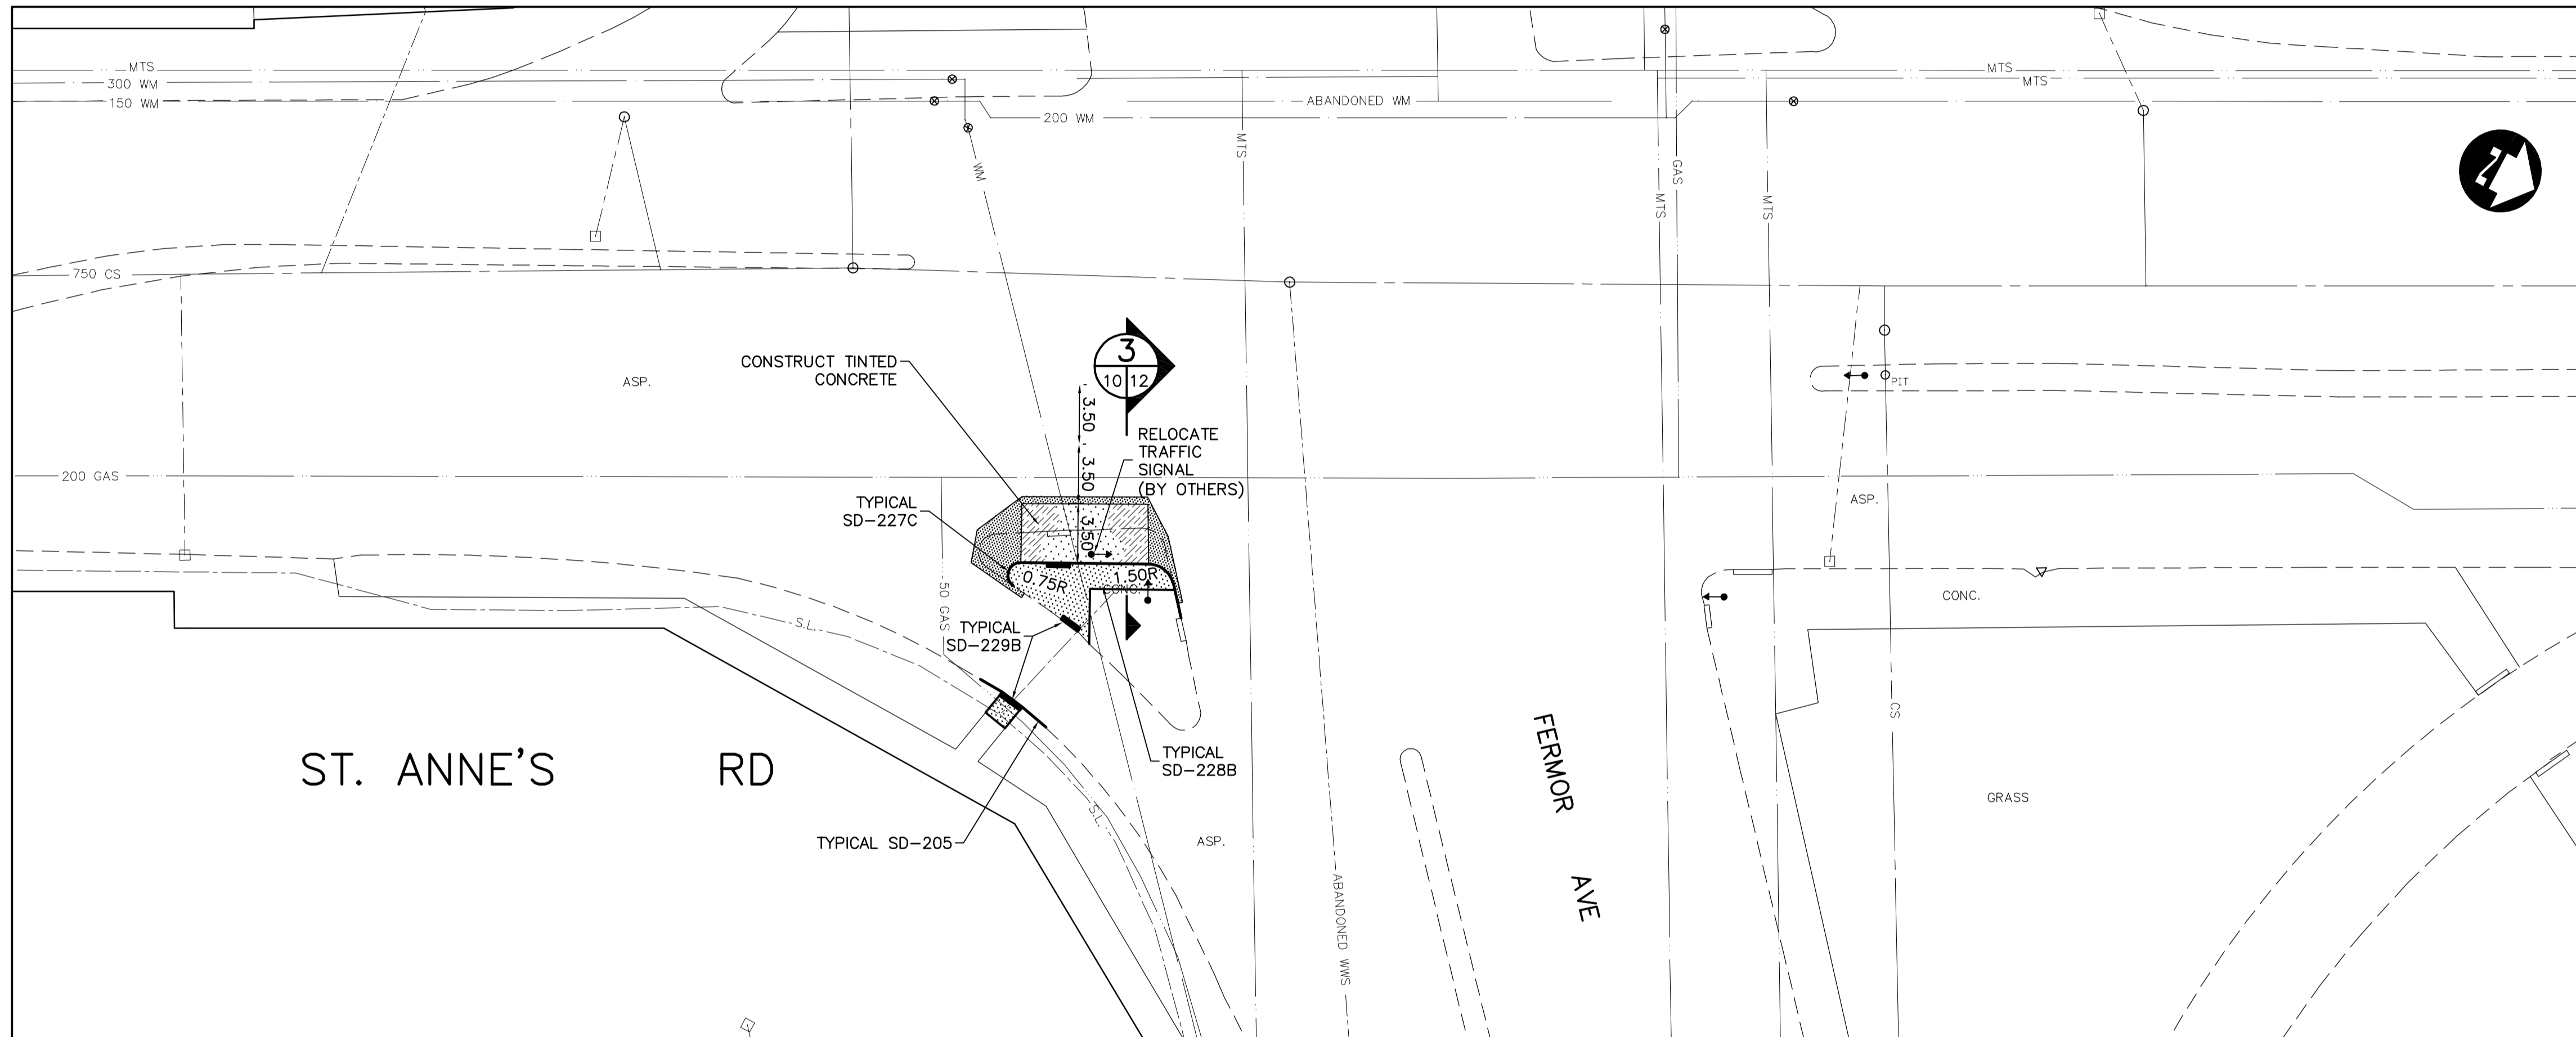 MTS
300 WM
150 WM
MTS
MTS
ABANDONED WM
200 WM
MTS
WM
GAS
MTS
MTS
N
750 CS
3
10 12
CONSTRUCT TINTED
CONCRETE
ASP.
PIT
3.50
3.50
3.50
RELOCATE
TRAFFIC
SIGNAL
(BY OTHERS)
200 GAS
TYPICAL
SD-227C
ASP.
0.75R
1.50R
CONC.
CONC.
50 GAS
S.L.
TYPICAL
SD-229B
CS
ST. ANNE'S RD
TYPICAL
SD-228B
FERMOR AVE
GRASS
S.L.
TYPICAL SD-205
ASP.
ABANDONED WWS